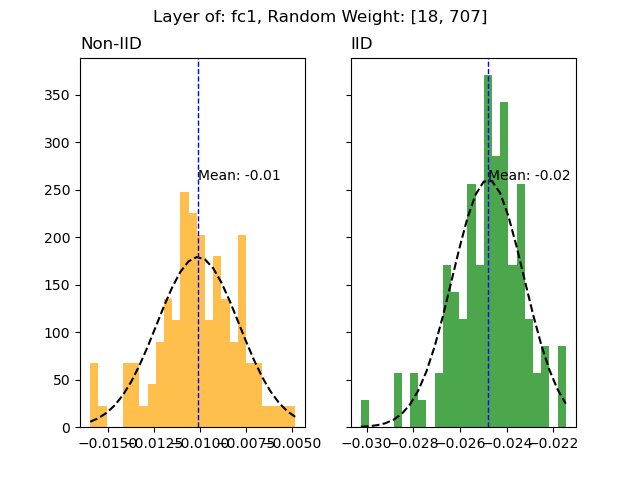 Layer of: fc1, Random Weight: [18, 707]
Non-IID
IID
350
300
250
200
150
100
50
0
Mean: -0.01
Mean: -0.02
−0.0150 −0.0125 −0.0100 −0.0075 −0.0050
−0.030 −0.028 −0.026 −0.024 −0.022